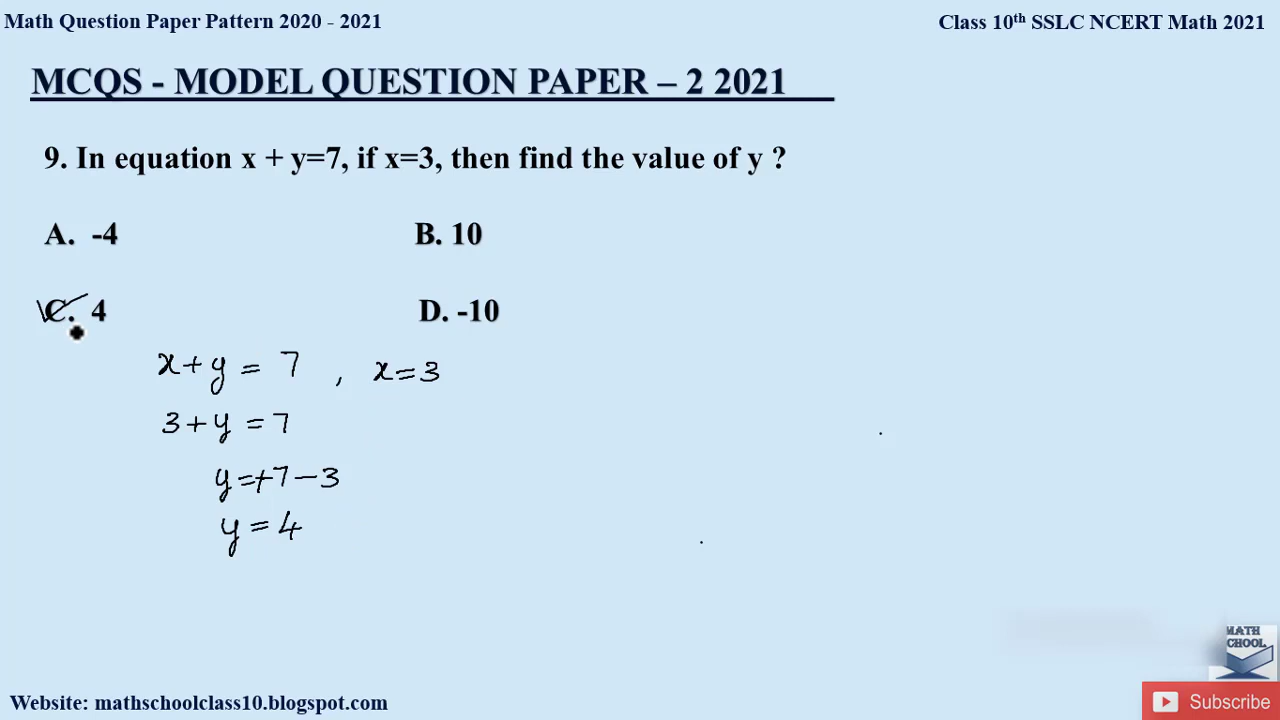 Math Question Paper Pattern 2020 - 2021
Class 10th SSLC NCERT Math 2021
MCQS - MODEL QUESTION PAPER – 2 2021
9. In equation x + y=7, if x=3, then find the value of y ?
A. -4
B. 10
C. 4
D. -10
x + y = 7 , x = 3
3 + y = 7
y = +7 - 3
y = 4
MATH
SCHOOL
Website: mathschoolclass10.blogspot.com
Subscribe